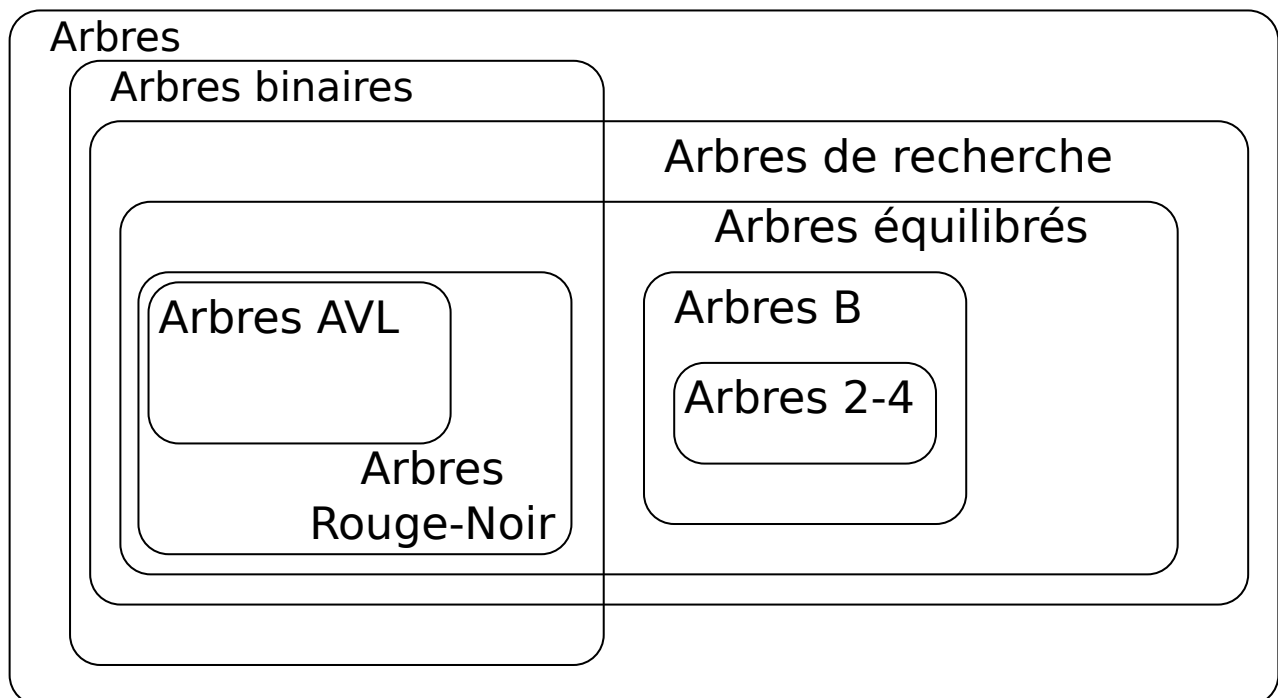 Arbres
Arbres binaires
Arbres de recherche
Arbres équilibrés
Arbres AVL
Arbres B
Arbres 2-4
Arbres
Rouge-Noir